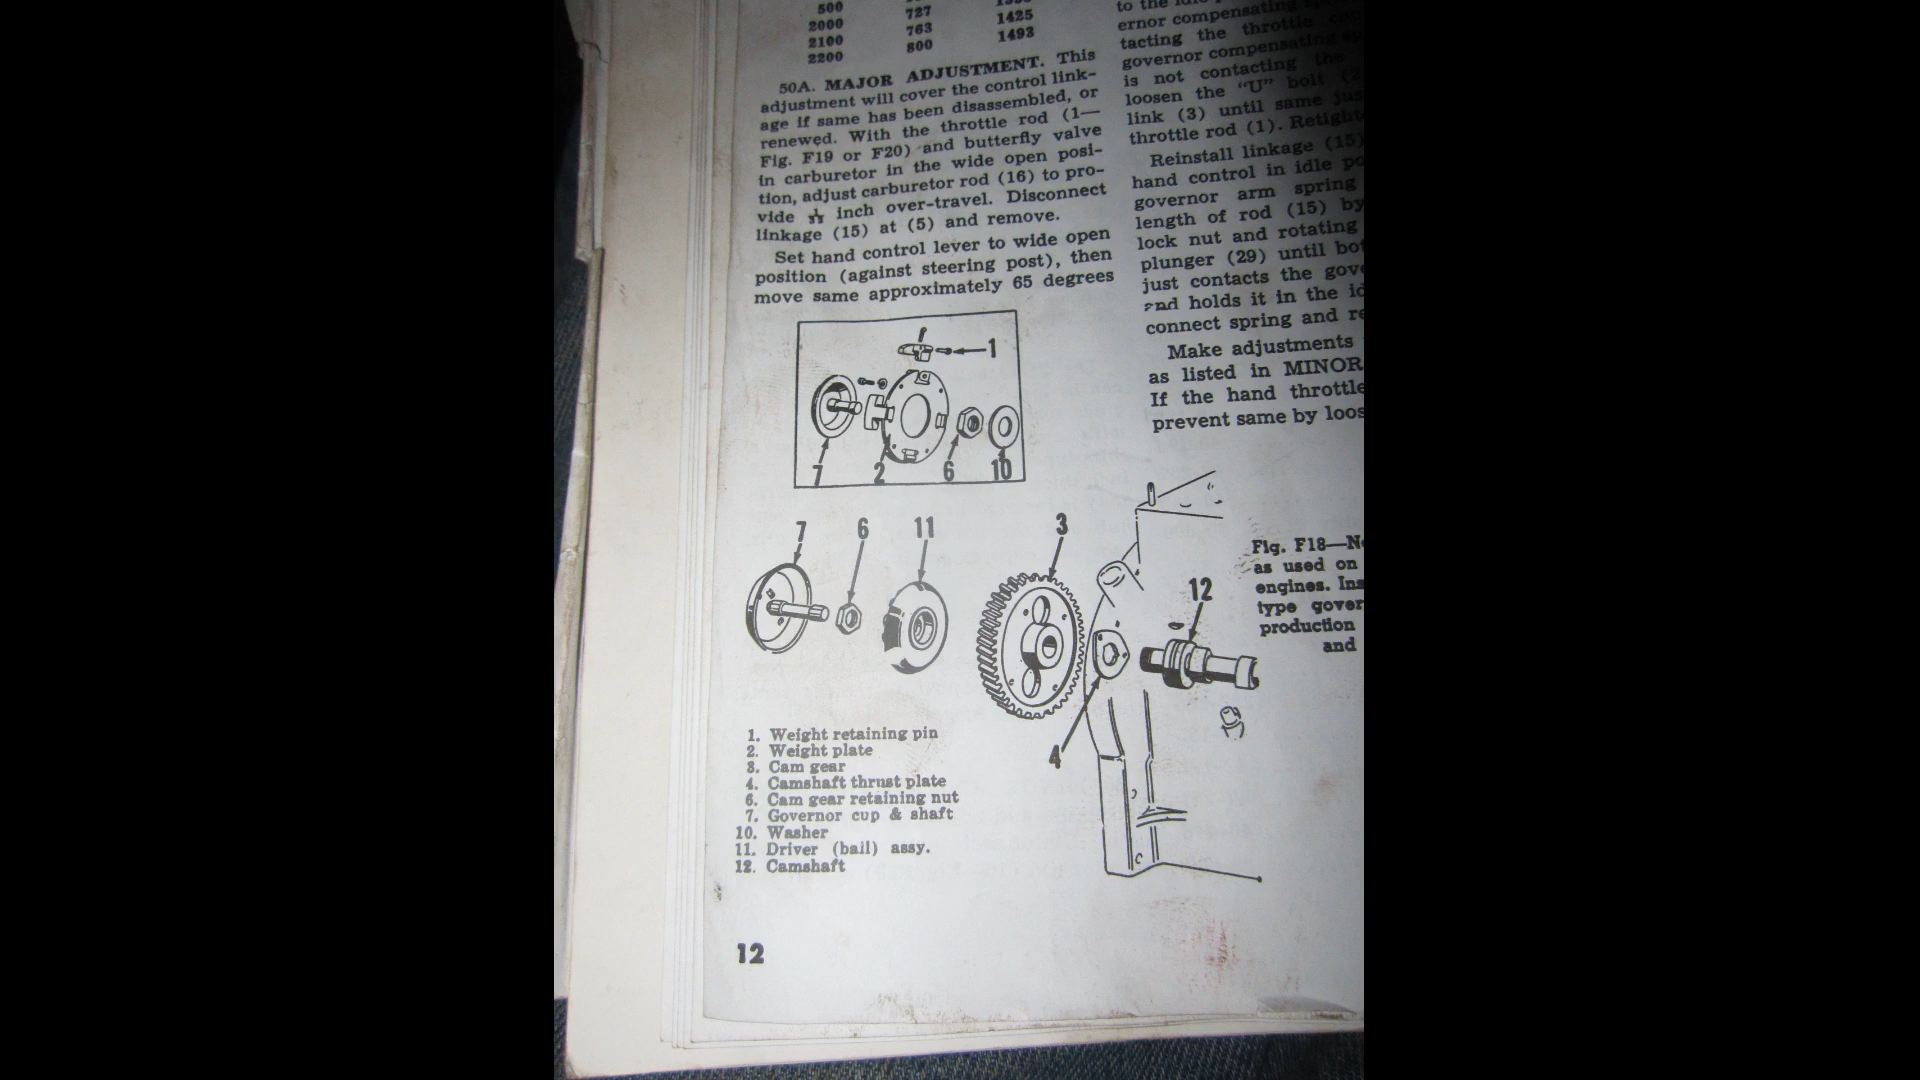 500
2000 727 1425
2100 763 1493
2200 800
50A. MAJOR ADJUSTMENT. This
adjustment will cover the control link-
age if same has been disassembled, or
renewed. With the throttle rod (1—
Fig. F19 or F20) and butterfly valve
in carburetor in the wide open posi-
tion, adjust carburetor rod (16) to pro-
vide inch over-travel. Disconnect
linkage (15) at (5) and remove.
Set hand control lever to wide open
position (against steering post), then
move same approximately 65 degrees
to the
ernor compensating
tacting the throttle
governor compensating
is not contacting the
loosen the "U" bolt
link (3) until same
throttle rod (1).
Reinstall linkage (15)
hand control in idle
governor arm spring
length of rod (15) by
lock nut and rotating
plunger (29) until
just contacts the
and holds it in the
connect spring and
Make adjustments
as listed in MINOR
If the hand throttle
prevent same by
1
7 2 6 10
7 6 11 3
12
4
Fig. F18—
as used on
engines.
type
production
and
1. Weight retaining pin
2. Weight plate
3. Cam gear
4. Camshaft thrust plate
6. Cam gear retaining nut
7. Governor cup & shaft
10. Washer
11. Driver (ball) assy.
12. Camshaft
12